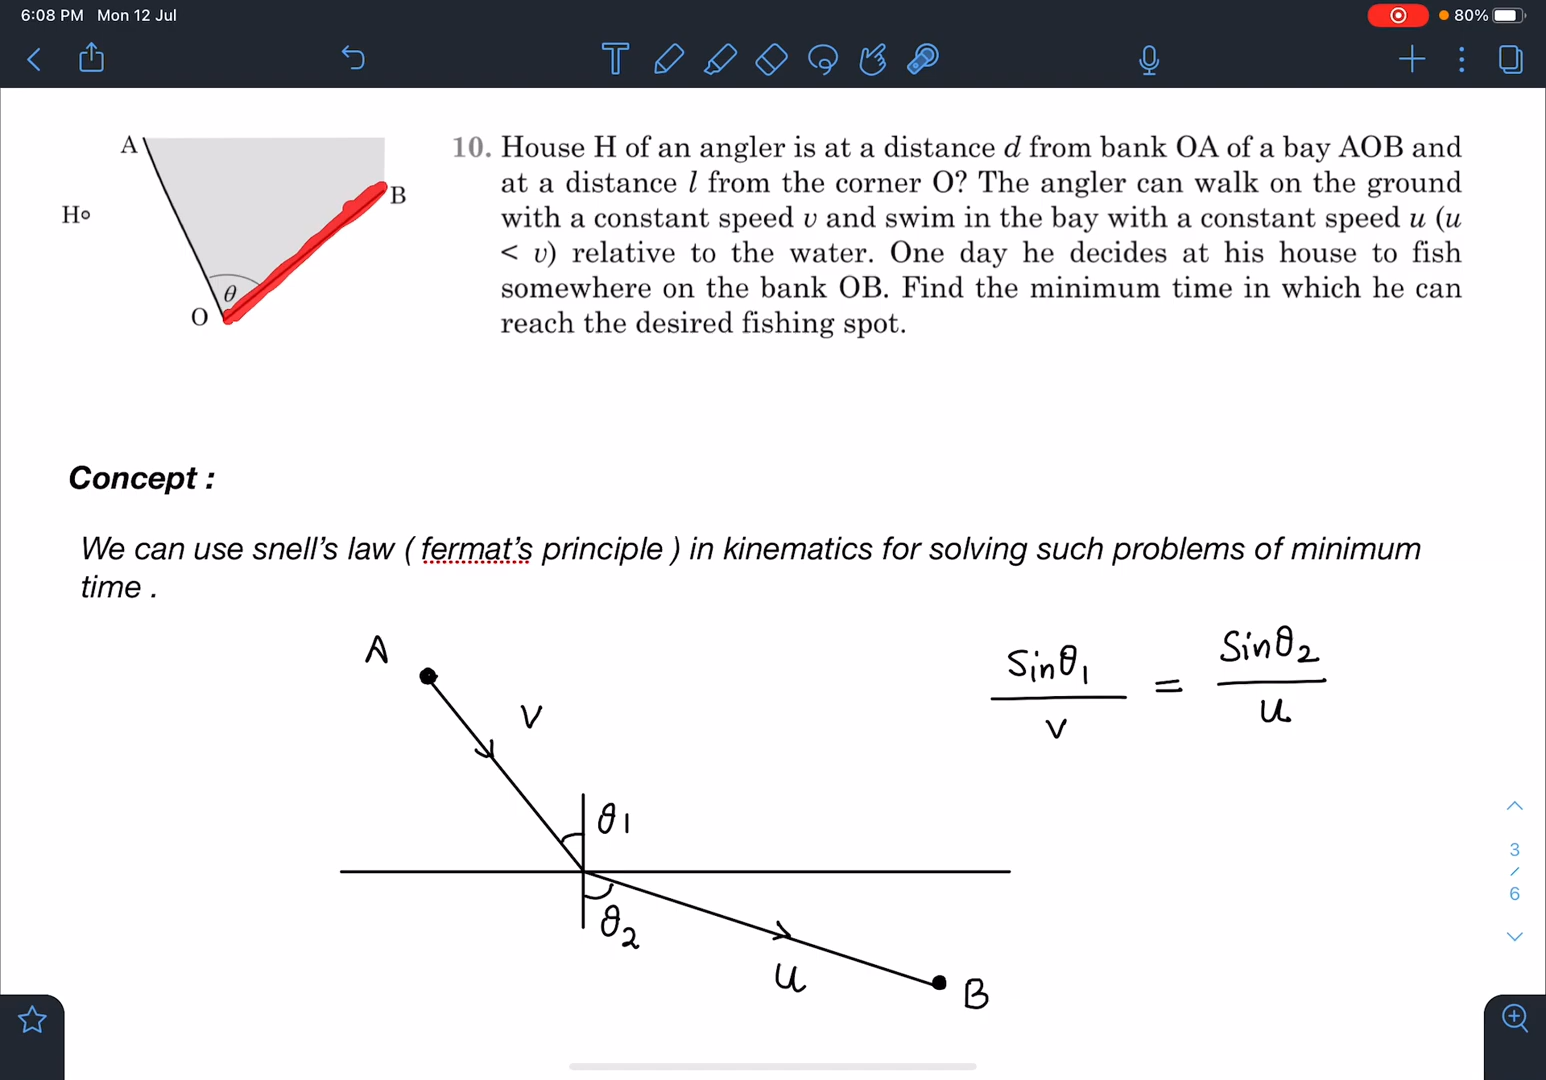 6:08 PM Mon 12 Jul
80%
A
B
H
θ
O
10. House H of an angler is at a distance d from bank OA of a bay AOB and
at a distance l from the corner O? The angler can walk on the ground
with a constant speed v and swim in the bay with a constant speed u (u
< v) relative to the water. One day he decides at his house to fish
somewhere on the bank OB. Find the minimum time in which he can
reach the desired fishing spot.
Concept :
We can use snell's law ( fermat's principle ) in kinematics for solving such problems of minimum
time .
A
v
θ1
θ2
u
B
Sinθ1 / v = Sinθ2 / u
3
/
6